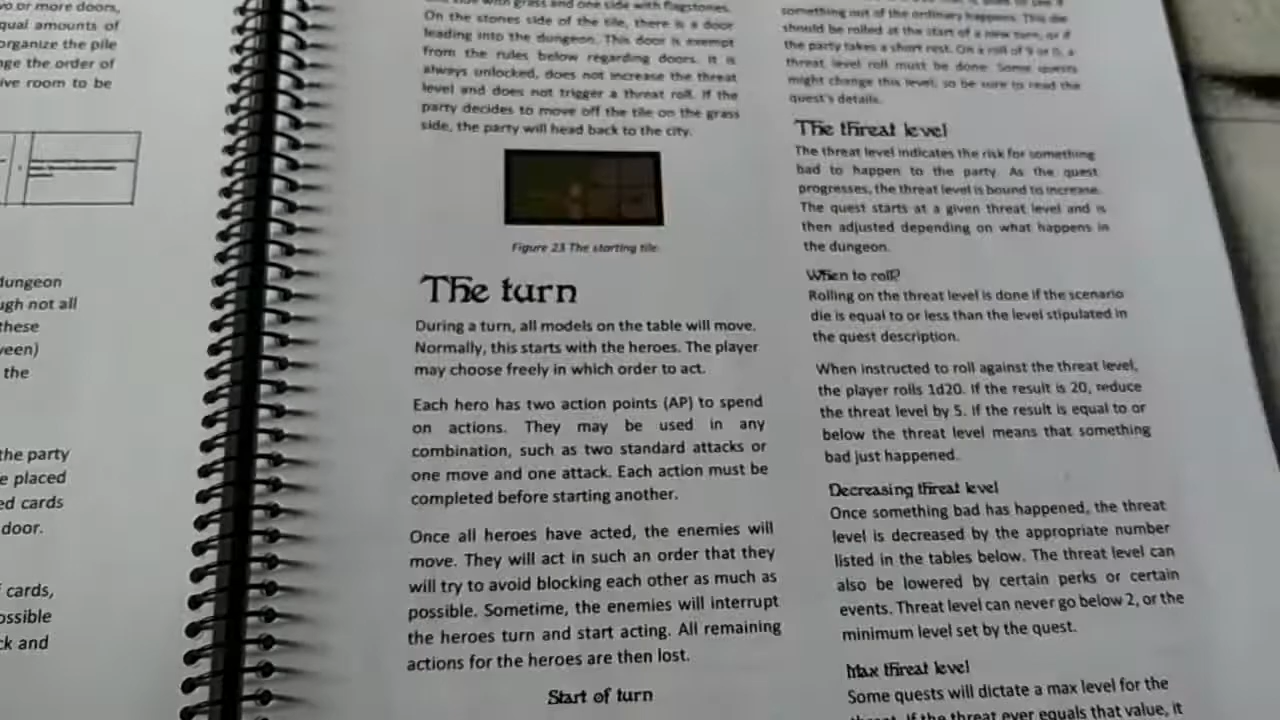 vo or more doors,
qual amounts of
organize the pile
nge the order of
ive room to be
dungeon
ugh not all
these
veen)
the
the party
e placed
ed cards
door.
cards,
ossible
ck and
side with grass and one side with flagstones.
On the stones side of the tile, there is a door
leading into the dungeon. This door is exempt
from the rules below regarding doors. It is
always unlocked, does not increase the threat
level and does not trigger a threat roll. If the
party decides to move off the tile on the grass
side, the party will head back to the city.
Figure 23 The starting tile
The turn
During a turn, all models on the table will move.
Normally, this starts with the heroes. The player
may choose freely in which order to act.
Each hero has two action points (AP) to spend
on actions. They may be used in any
combination, such as two standard attacks or
one move and one attack. Each action must be
completed before starting another.
Once all heroes have acted, the enemies will
move. They will act in such an order that they
will try to avoid blocking each other as much as
possible. Sometime, the enemies will interrupt
the heroes turn and start acting. All remaining
actions for the heroes are then lost.
Start of turn
something out of the ordinary happens. This die
should be rolled at the start of a new turn, or if
the party takes a short rest. On a roll of 9 or 0, a
threat level roll must be done. Some quests
might change this level, so be sure to read the
quest's details.
The threat level
The threat level indicates the risk for something
bad to happen to the party. As the quest
progresses, the threat level is bound to increase.
The quest starts at a given threat level and is
then adjusted depending on what happens in
the dungeon.
When to roll?
Rolling on the threat level is done if the scenario
die is equal to or less than the level stipulated in
the quest description.
When instructed to roll against the threat level,
the player rolls 1d20. If the result is 20, reduce
the threat level by 5. If the result is equal to or
below the threat level means that something
bad just happened.
Decreasing threat level
Once something bad has happened, the threat
level is decreased by the appropriate number
listed in the tables below. The threat level can
also be lowered by certain perks or certain
events. Threat level can never go below 2, or the
minimum level set by the quest.
Max threat level
Some quests will dictate a max level for the
threat. If the threat ever equals that value, it